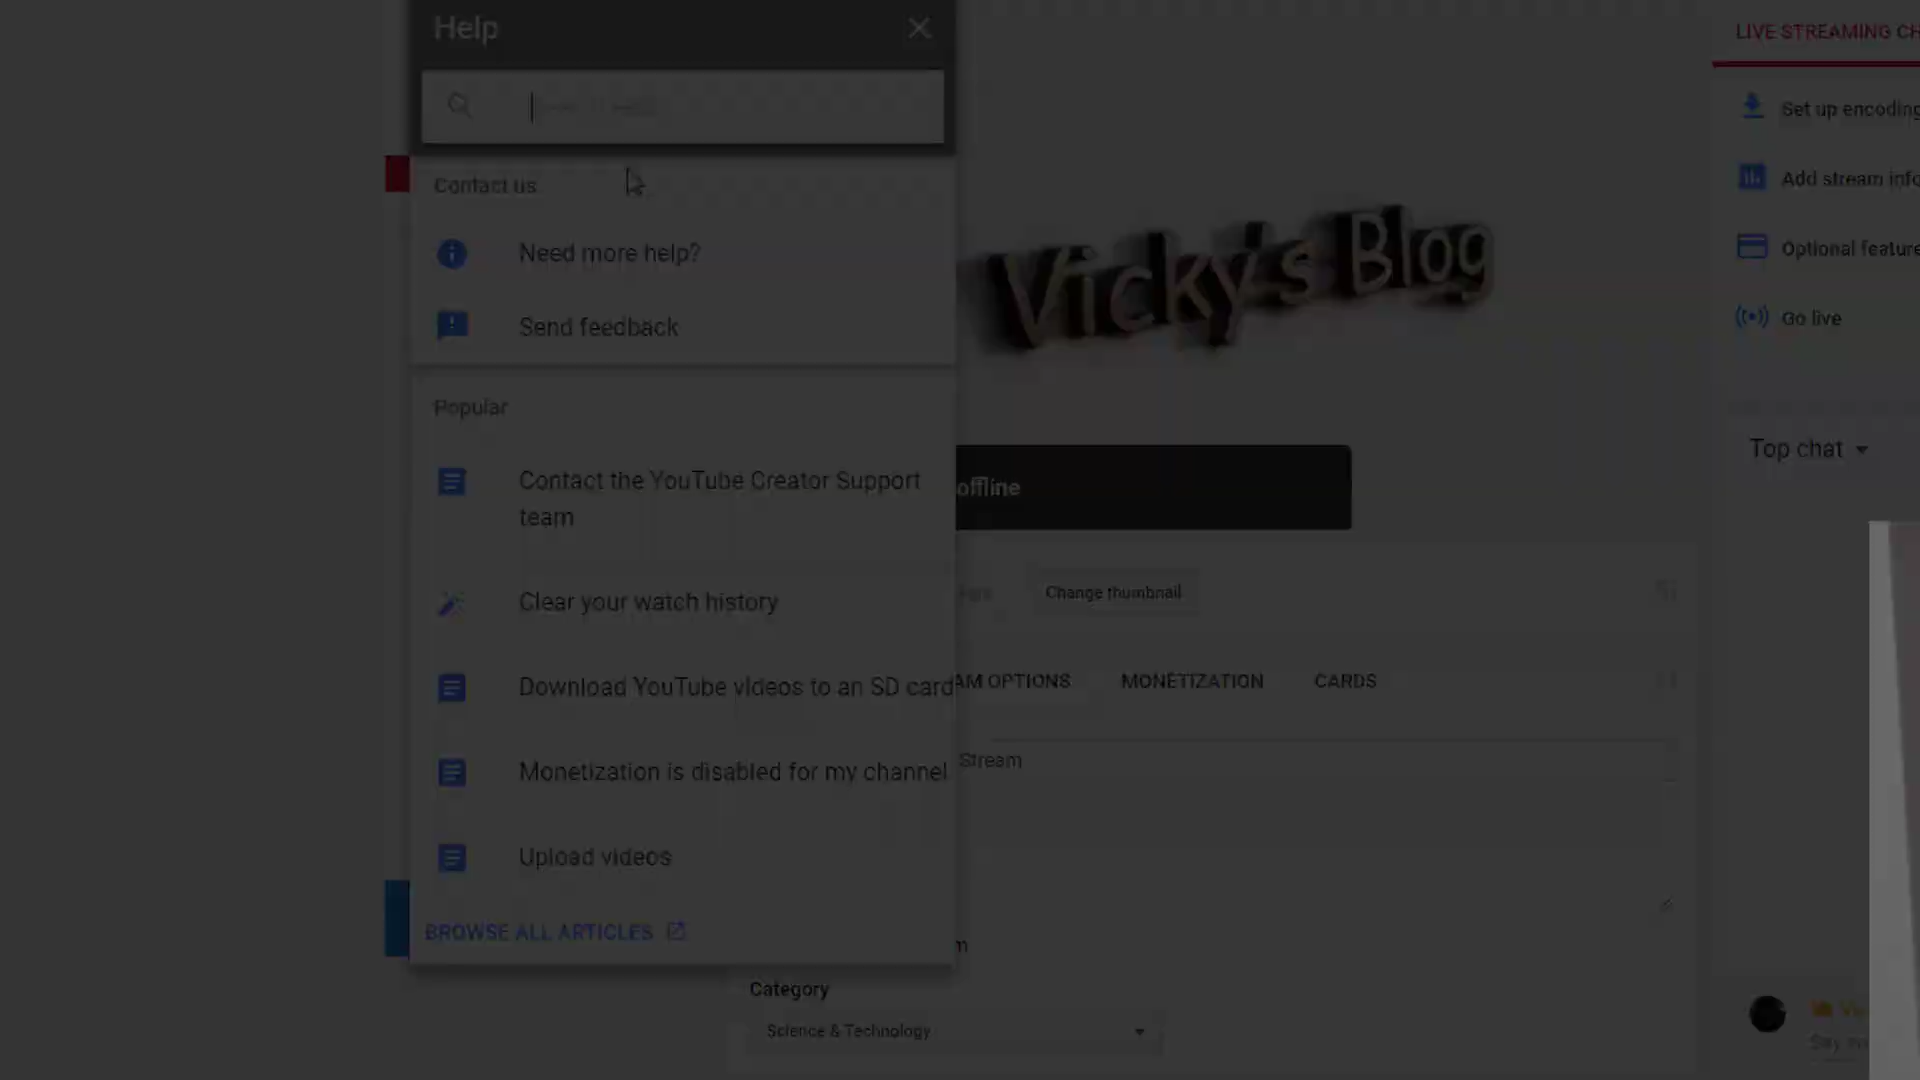 Help
Contact us
Need more help?
Send feedback
Popular
Contact the YouTube Creator Support
team
Clear your watch history
Download YouTube videos to an SD card
Monetization is disabled for my channel
Upload videos
BROWSE ALL ARTICLES
Vicky's Blog
offline
Change thumbnail
AM OPTIONS
MONETIZATION
CARDS
Stream
m
Category
Science & Technology
LIVE STREAMING CH
Set up encoding
Add stream info
Optional feature
Go live
Top chat